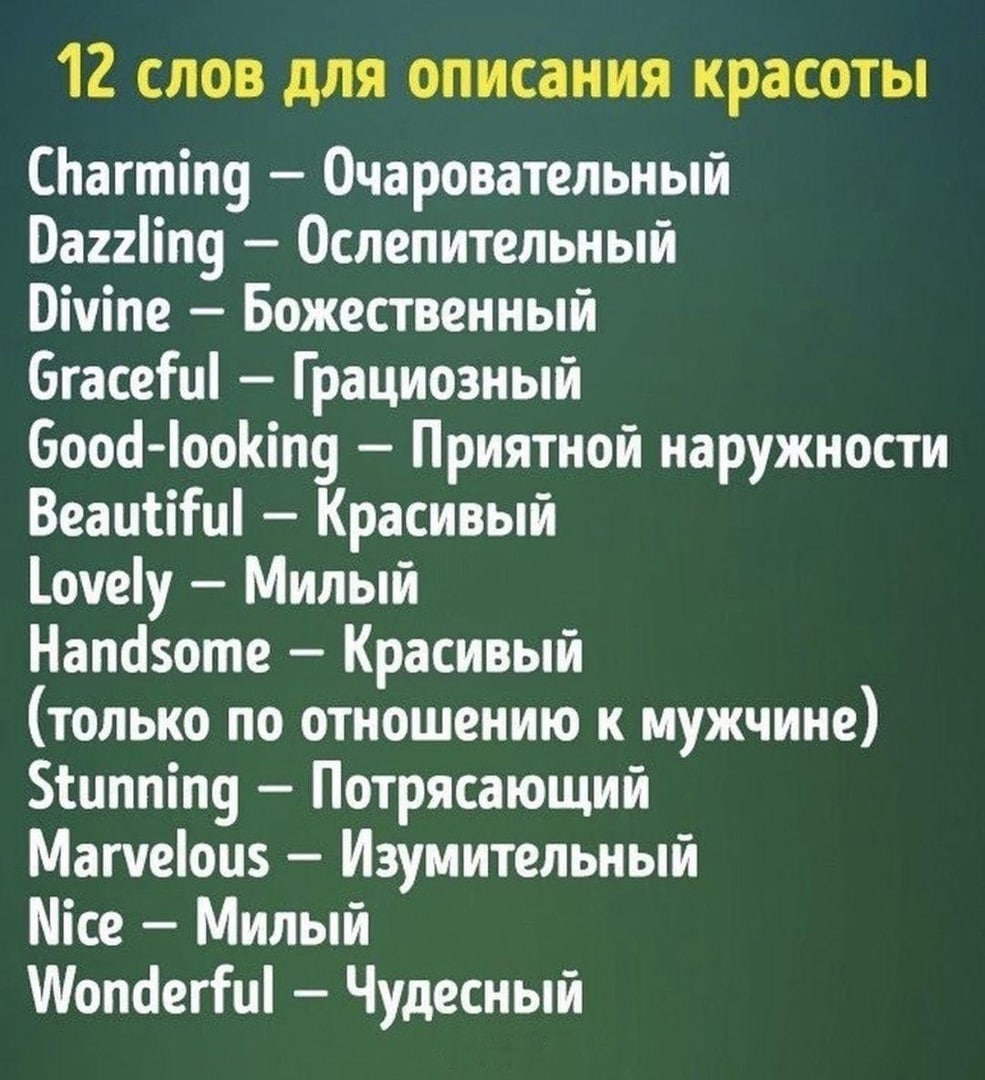 12 слов для описания красоты
Charming – Очаровательный
Dazzling – Ослепительный
Divine – Божественный
Graceful – Грациозный
Good-looking – Приятной наружности
Beautiful – Красивый
Lovely – Милый
Handsome – Красивый
(только по отношению к мужчине)
Stunning – Потрясающий
Marvelous – Изумительный
Nice – Милый
Wonderful – Чудесный